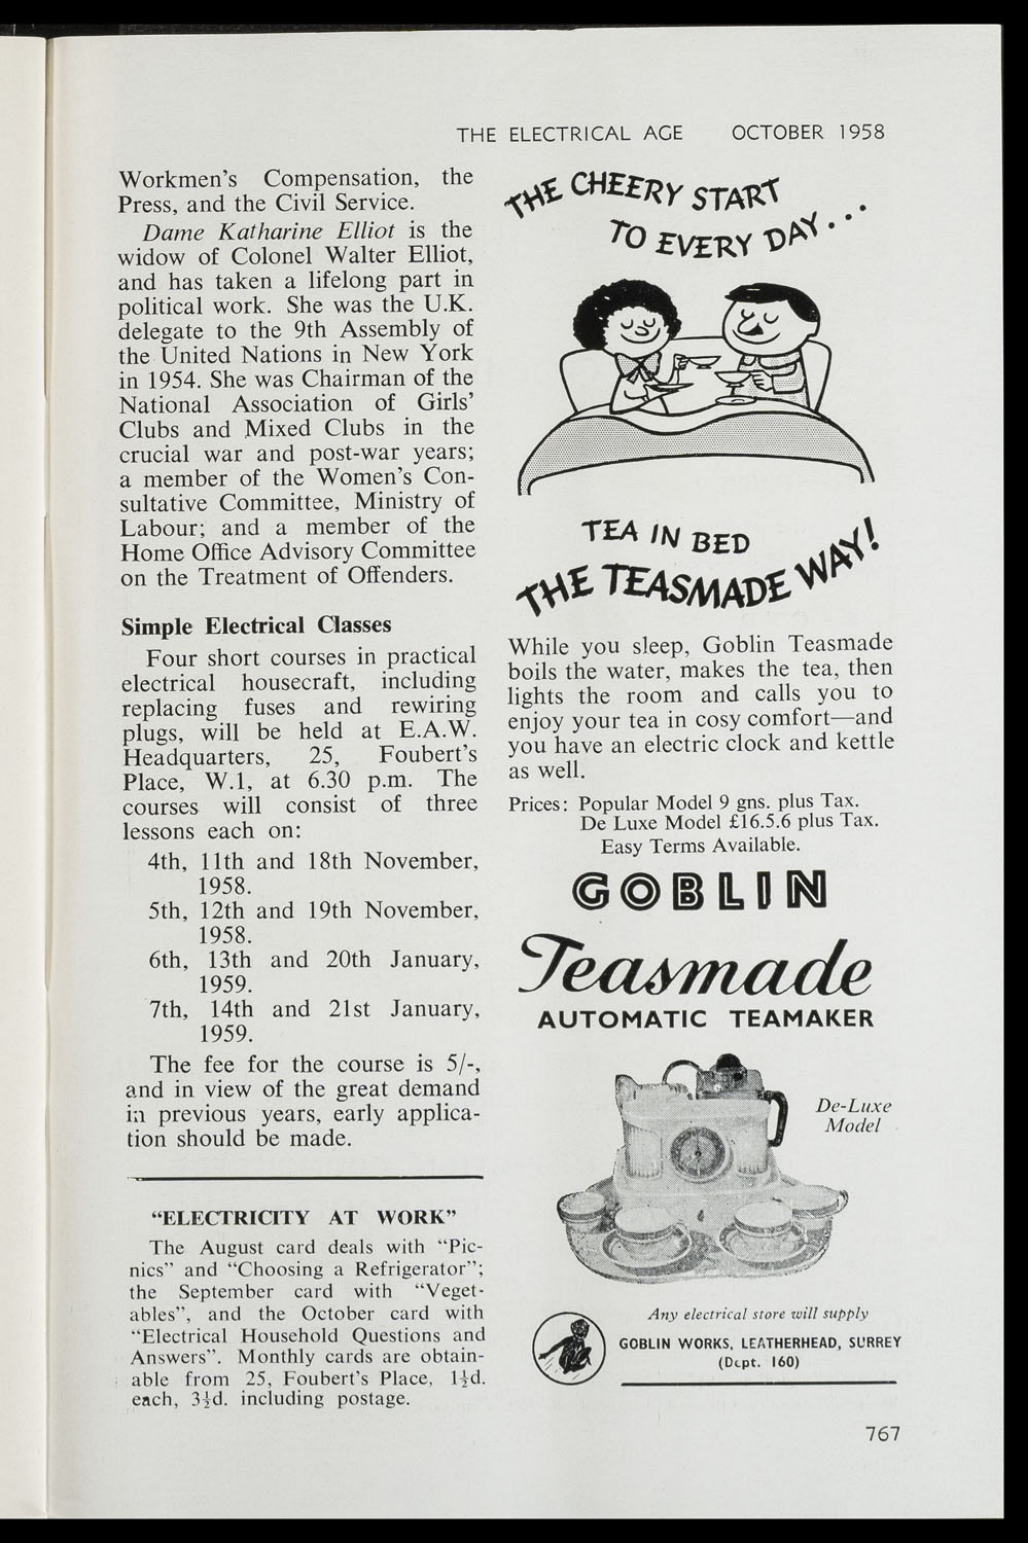 THE ELECTRICAL AGE OCTOBER 1958
Workmen's Compensation, the
Press, and the Civil Service.
Dame Katharine Elliot is the
widow of Colonel Walter Elliot,
and has taken a lifelong part in
political work. She was the U.K.
delegate to the 9th Assembly of
the United Nations in New York
in 1954. She was Chairman of the
National Association of Girls'
Clubs and Mixed Clubs in the
crucial war and post-war years;
a member of the Women's Con-
sultative Committee, Ministry of
Labour; and a member of the
Home Office Advisory Committee
on the Treatment of Offenders.
Simple Electrical Classes
Four short courses in practical
electrical housecraft, including
replacing fuses and rewiring
plugs, will be held at E.A.W.
Headquarters, 25, Foubert's
Place, W.1, at 6.30 p.m. The
courses will consist of three
lessons each on:
4th, 11th and 18th November,
1958.
5th, 12th and 19th November,
1958.
6th, 13th and 20th January,
1959.
7th, 14th and 21st January,
1959.
The fee for the course is 5/-,
and in view of the great demand
in previous years, early applica-
tion should be made.
"ELECTRICITY AT WORK"
The August card deals with "Pic-
nics" and "Choosing a Refrigerator";
the September card with "Veget-
ables", and the October card with
"Electrical Household Questions and
Answers". Monthly cards are obtain-
able from 25, Foubert's Place, 1½d.
each, 3½d. including postage.
THE CHEERY START
TO EVERY DAY...
TEA IN BED
THE TEASMADE WAY!
While you sleep, Goblin Teasmade
boils the water, makes the tea, then
lights the room and calls you to
enjoy your tea in cosy comfort—and
you have an electric clock and kettle
as well.
Prices: Popular Model 9 gns. plus Tax.
De Luxe Model £16.5.6 plus Tax.
Easy Terms Available.
GOBLIN
Teasmade
AUTOMATIC TEAMAKER
De-Luxe
Model
Any electrical store will supply
GOBLIN WORKS, LEATHERHEAD, SURREY
(Dept. 160)
767